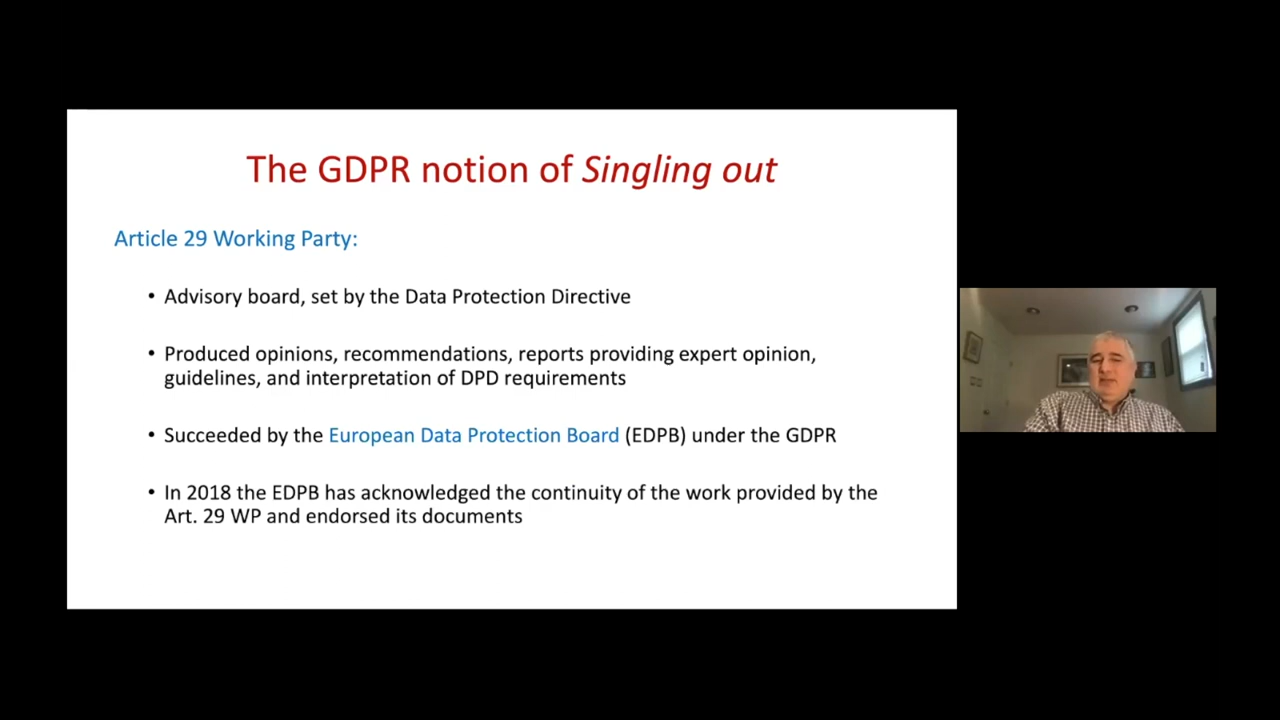 The GDPR notion of Singling out
Article 29 Working Party:
• Advisory board, set by the Data Protection Directive
• Produced opinions, recommendations, reports providing expert opinion,
guidelines, and interpretation of DPD requirements
• Succeeded by the European Data Protection Board (EDPB) under the GDPR
• In 2018 the EDPB has acknowledged the continuity of the work provided by the
Art. 29 WP and endorsed its documents